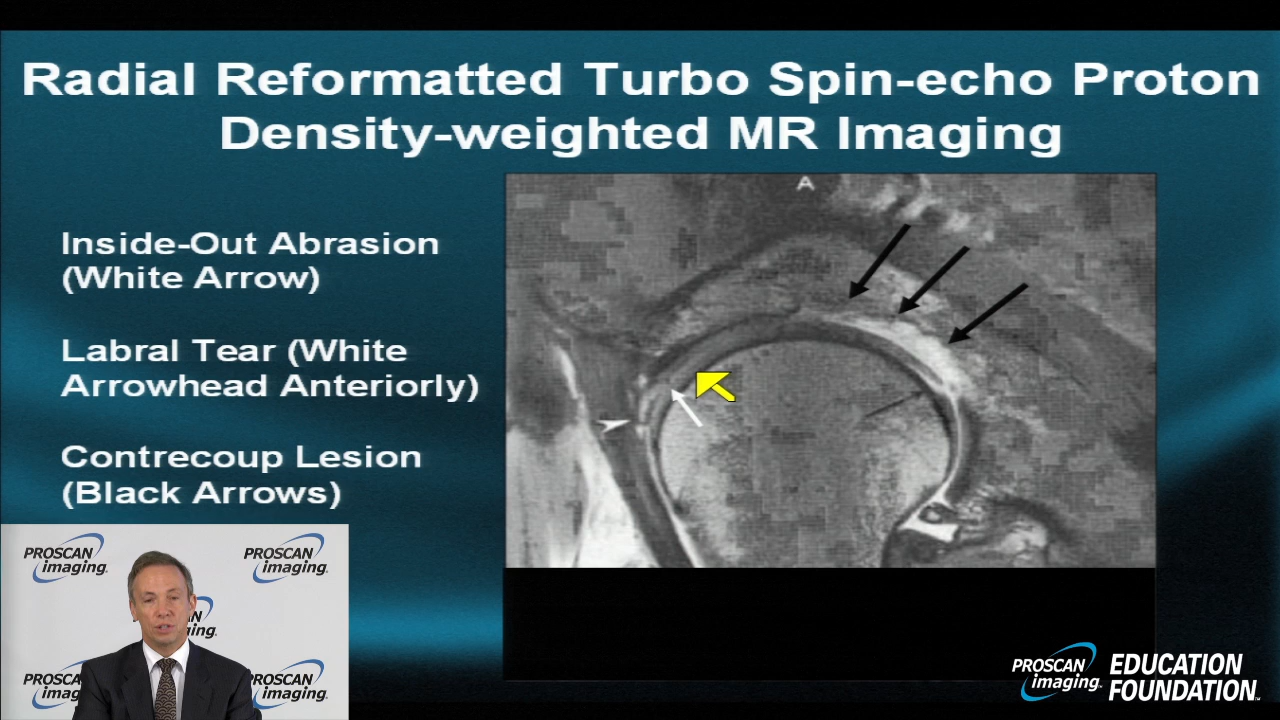 Radial Reformatted Turbo Spin-echo Proton
Density-weighted MR Imaging
A
Inside-Out Abrasion
(White Arrow)
Labral Tear (White
Arrowhead Anteriorly)
Contrecoup Lesion
(Black Arrows)
PROSCAN
imaging
PROSCAN
imaging
PROSCAN
PROSCAN
imaging
PROSCAN
imaging
EDUCATION
FOUNDATION